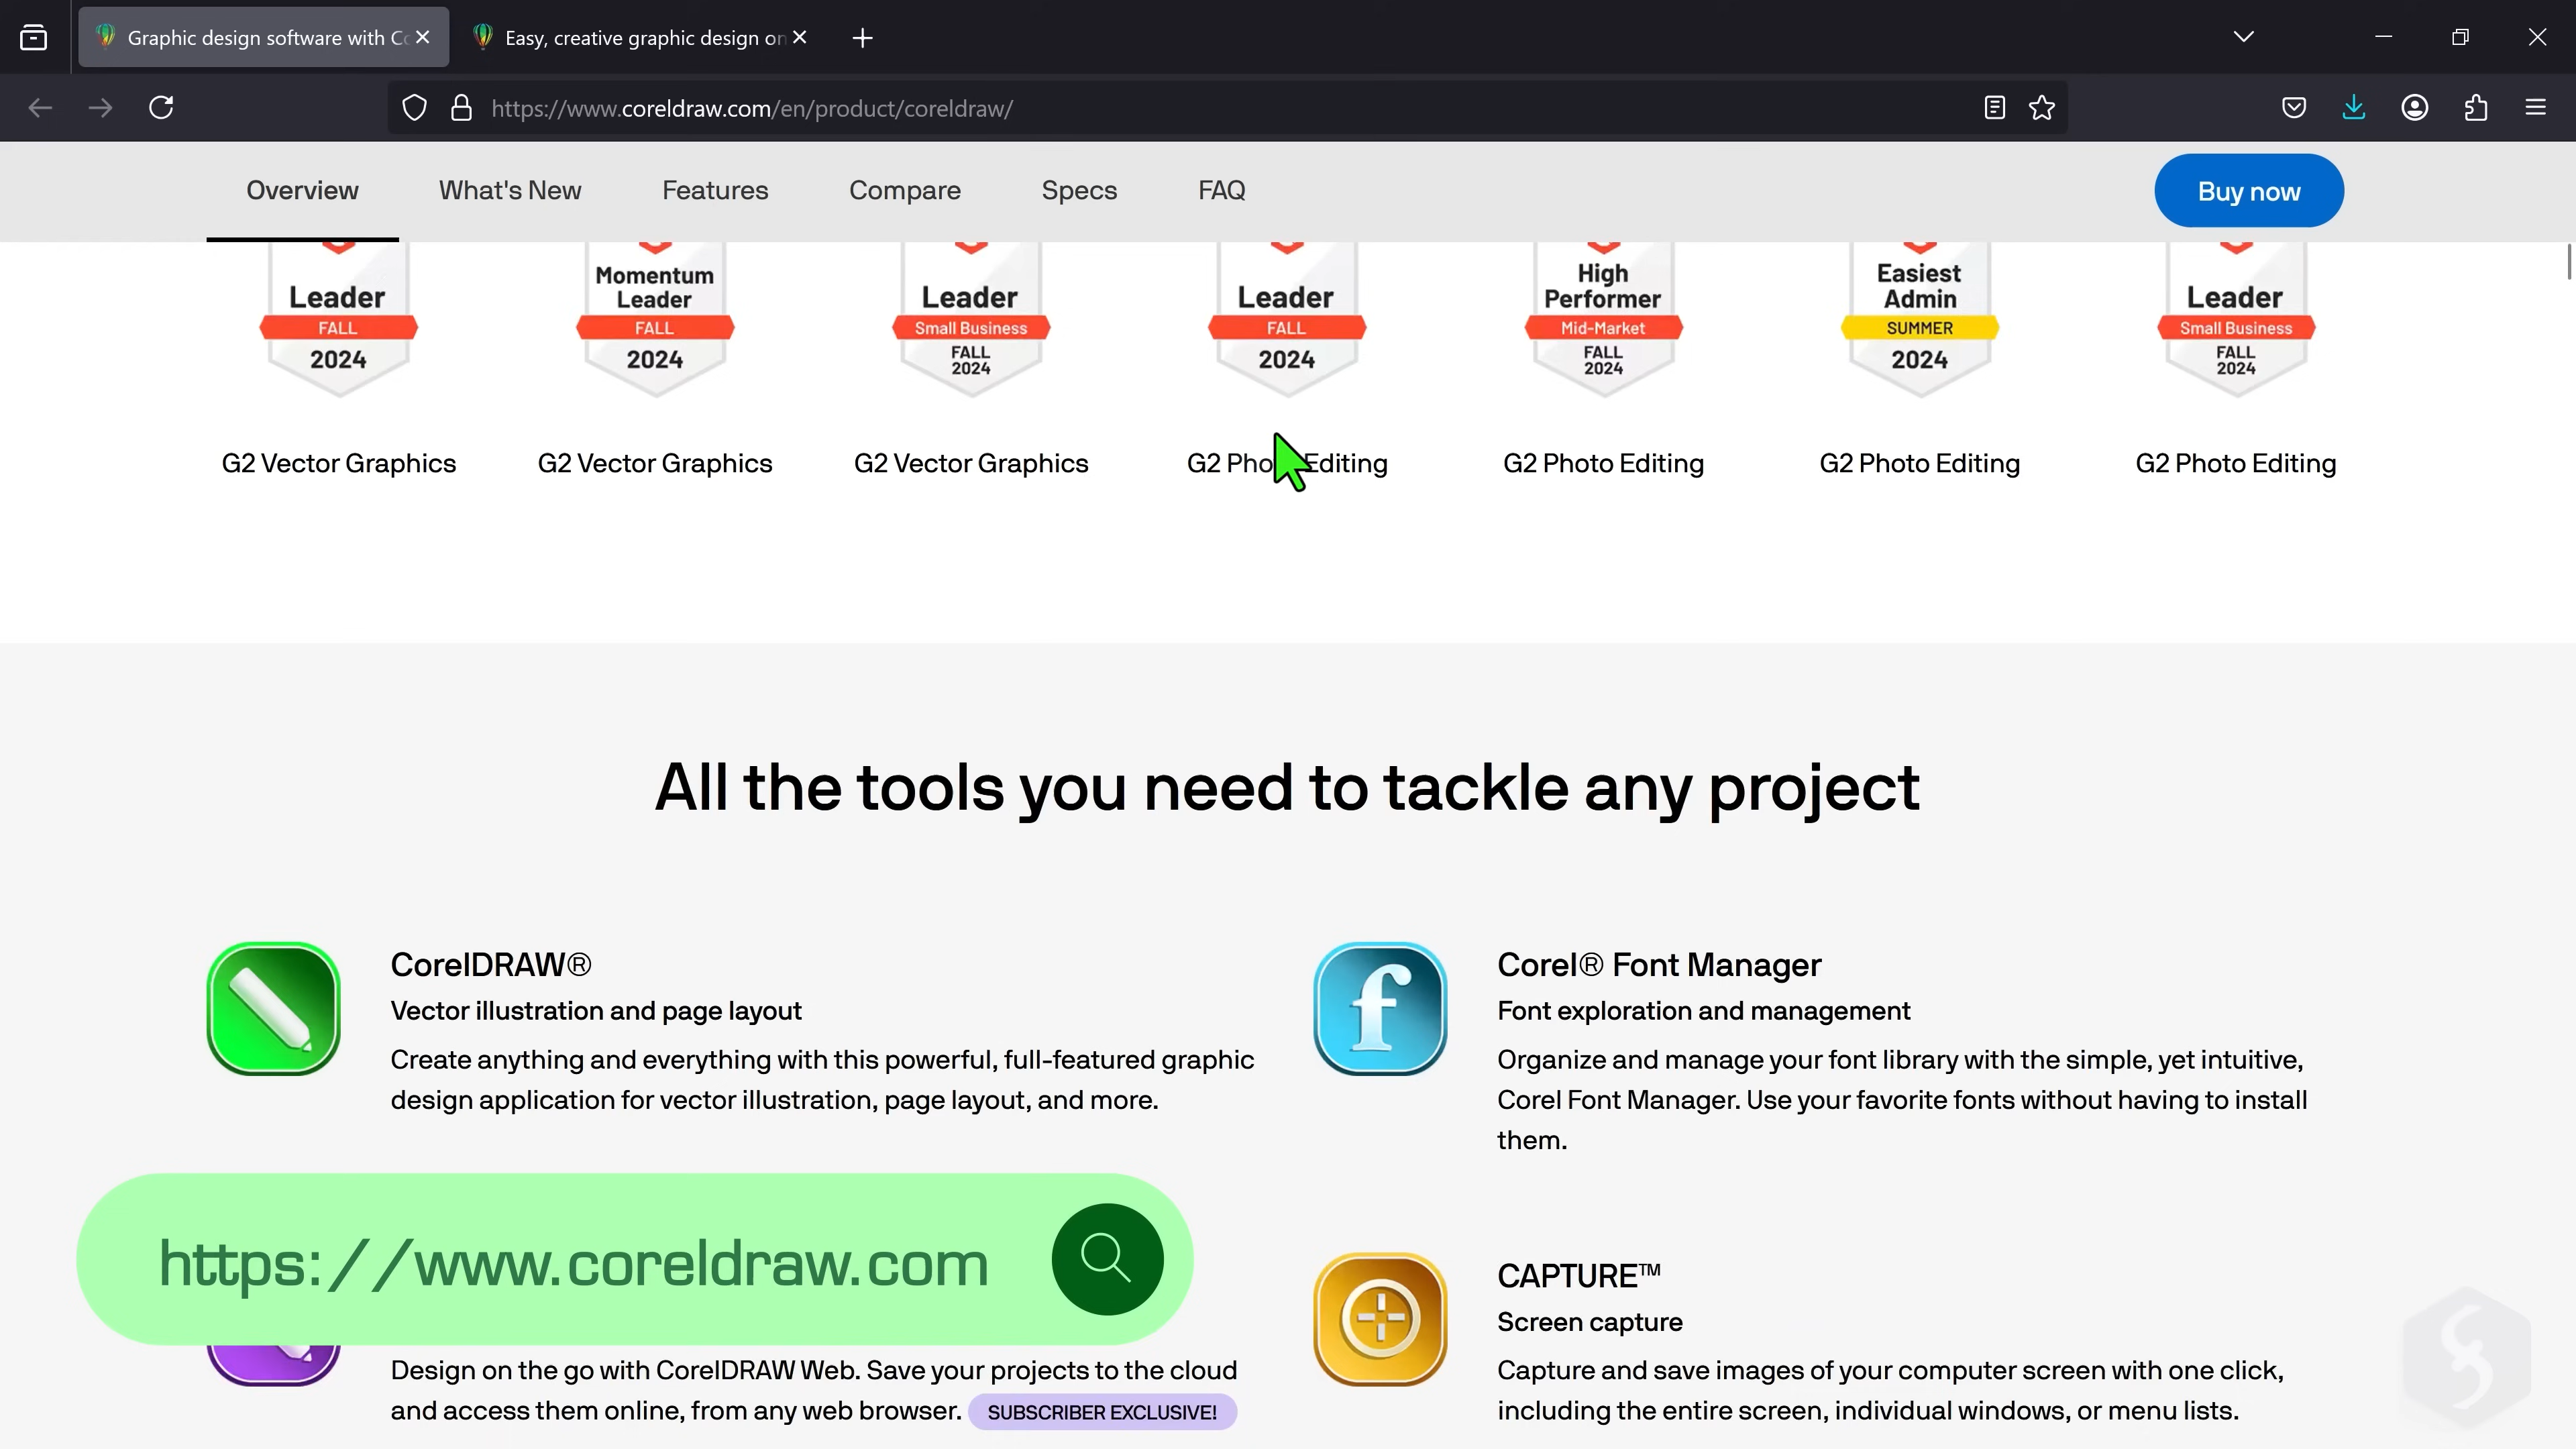 Graphic design software with Co
Easy, creative graphic design on
https://www.coreldraw.com/en/product/coreldraw/
Overview
What's New
Features
Compare
Specs
FAQ
Buy now
Leader
FALL
2024
G2 Vector Graphics
Momentum
Leader
FALL
2024
G2 Vector Graphics
Leader
Small Business
FALL
2024
G2 Vector Graphics
Leader
FALL
2024
G2 Photo Editing
High
Performer
Mid-Market
FALL
2024
G2 Photo Editing
Easiest
Admin
SUMMER
2024
G2 Photo Editing
Leader
Small Business
FALL
2024
G2 Photo Editing
All the tools you need to tackle any project
CorelDRAW®
Vector illustration and page layout
Create anything and everything with this powerful, full-featured graphic
design application for vector illustration, page layout, and more.
Corel® Font Manager
Font exploration and management
Organize and manage your font library with the simple, yet intuitive,
Corel Font Manager. Use your favorite fonts without having to install
them.
https://www.coreldraw.com
Design on the go with CorelDRAW Web. Save your projects to the cloud
and access them online, from any web browser. SUBSCRIBER EXCLUSIVE!
CAPTURE™
Screen capture
Capture and save images of your computer screen with one click,
including the entire screen, individual windows, or menu lists.